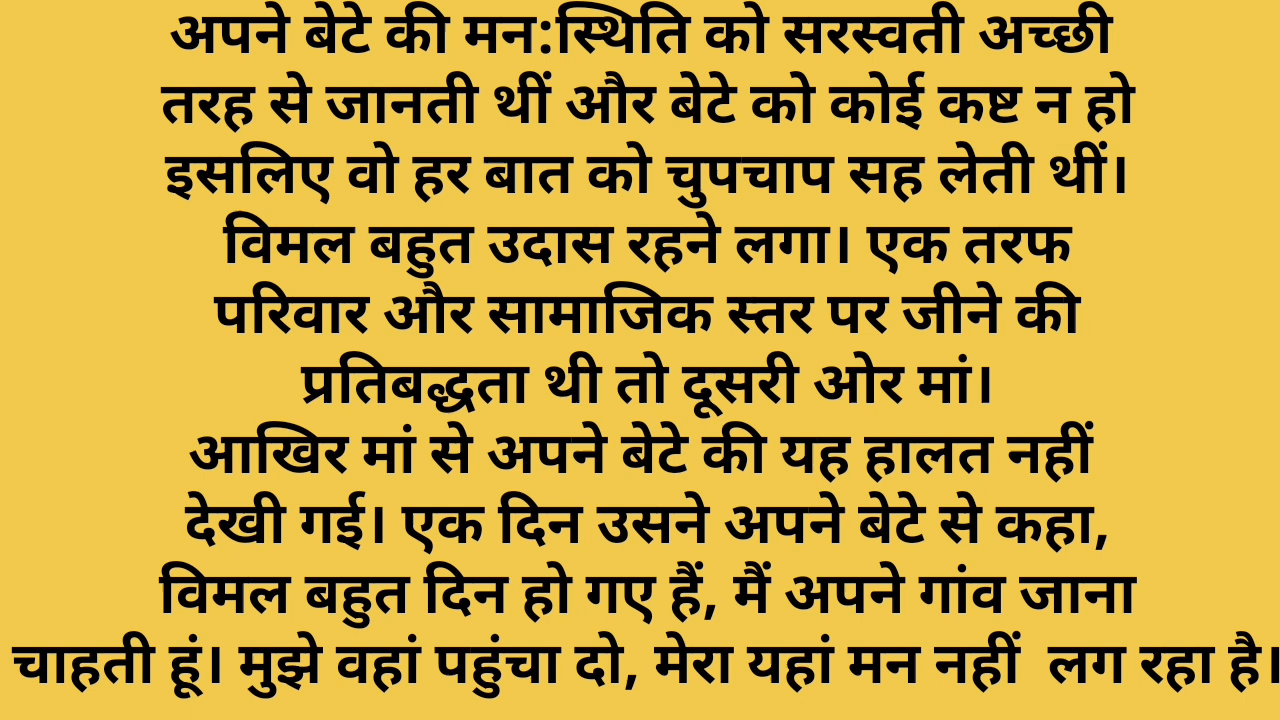 अपने बेटे की मन:स्थिति को सरस्वती अच्छी
तरह से जानती थीं और बेटे को कोई कष्ट न हो
इसलिए वो हर बात को चुपचाप सह लेती थीं।
विमल बहुत उदास रहने लगा। एक तरफ
परिवार और सामाजिक स्तर पर जीने की
प्रतिबद्धता थी तो दूसरी ओर मां।
आखिर मां से अपने बेटे की यह हालत नहीं
देखी गई। एक दिन उसने अपने बेटे से कहा,
विमल बहुत दिन हो गए हैं, मैं अपने गांव जाना
चाहती हूं। मुझे वहां पहुंचा दो, मेरा यहां मन नहीं  लग रहा है।